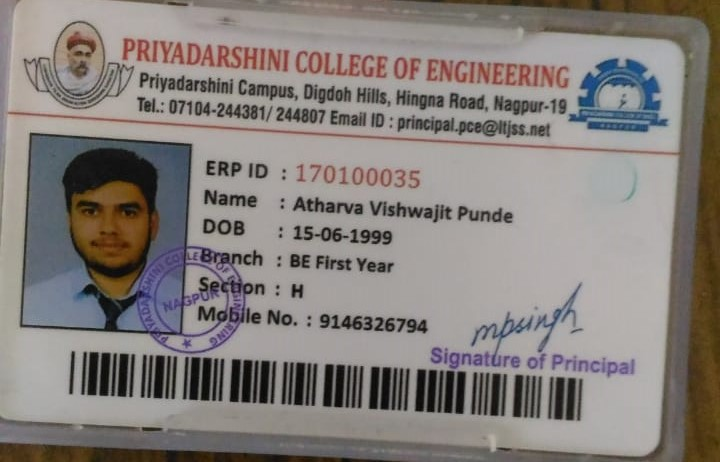 PRIYADARSHINI COLLEGE OF ENGINEERING
Priyadarshini Campus, Digdoh Hills, Hingna Road, Nagpur-19
Tel.: 07104-244381/ 244807 Email ID : principal.pce@ltjss.net
ERP ID : 170100035
Name : Atharva Vishwajit Punde
DOB : 15-06-1999
Branch : BE First Year
Section : H
Mobile No. : 9146326794
PRIYADARSHINI COLLEGE OF ENGINEERING
NAGPUR
mpsingh
Signature of Principal